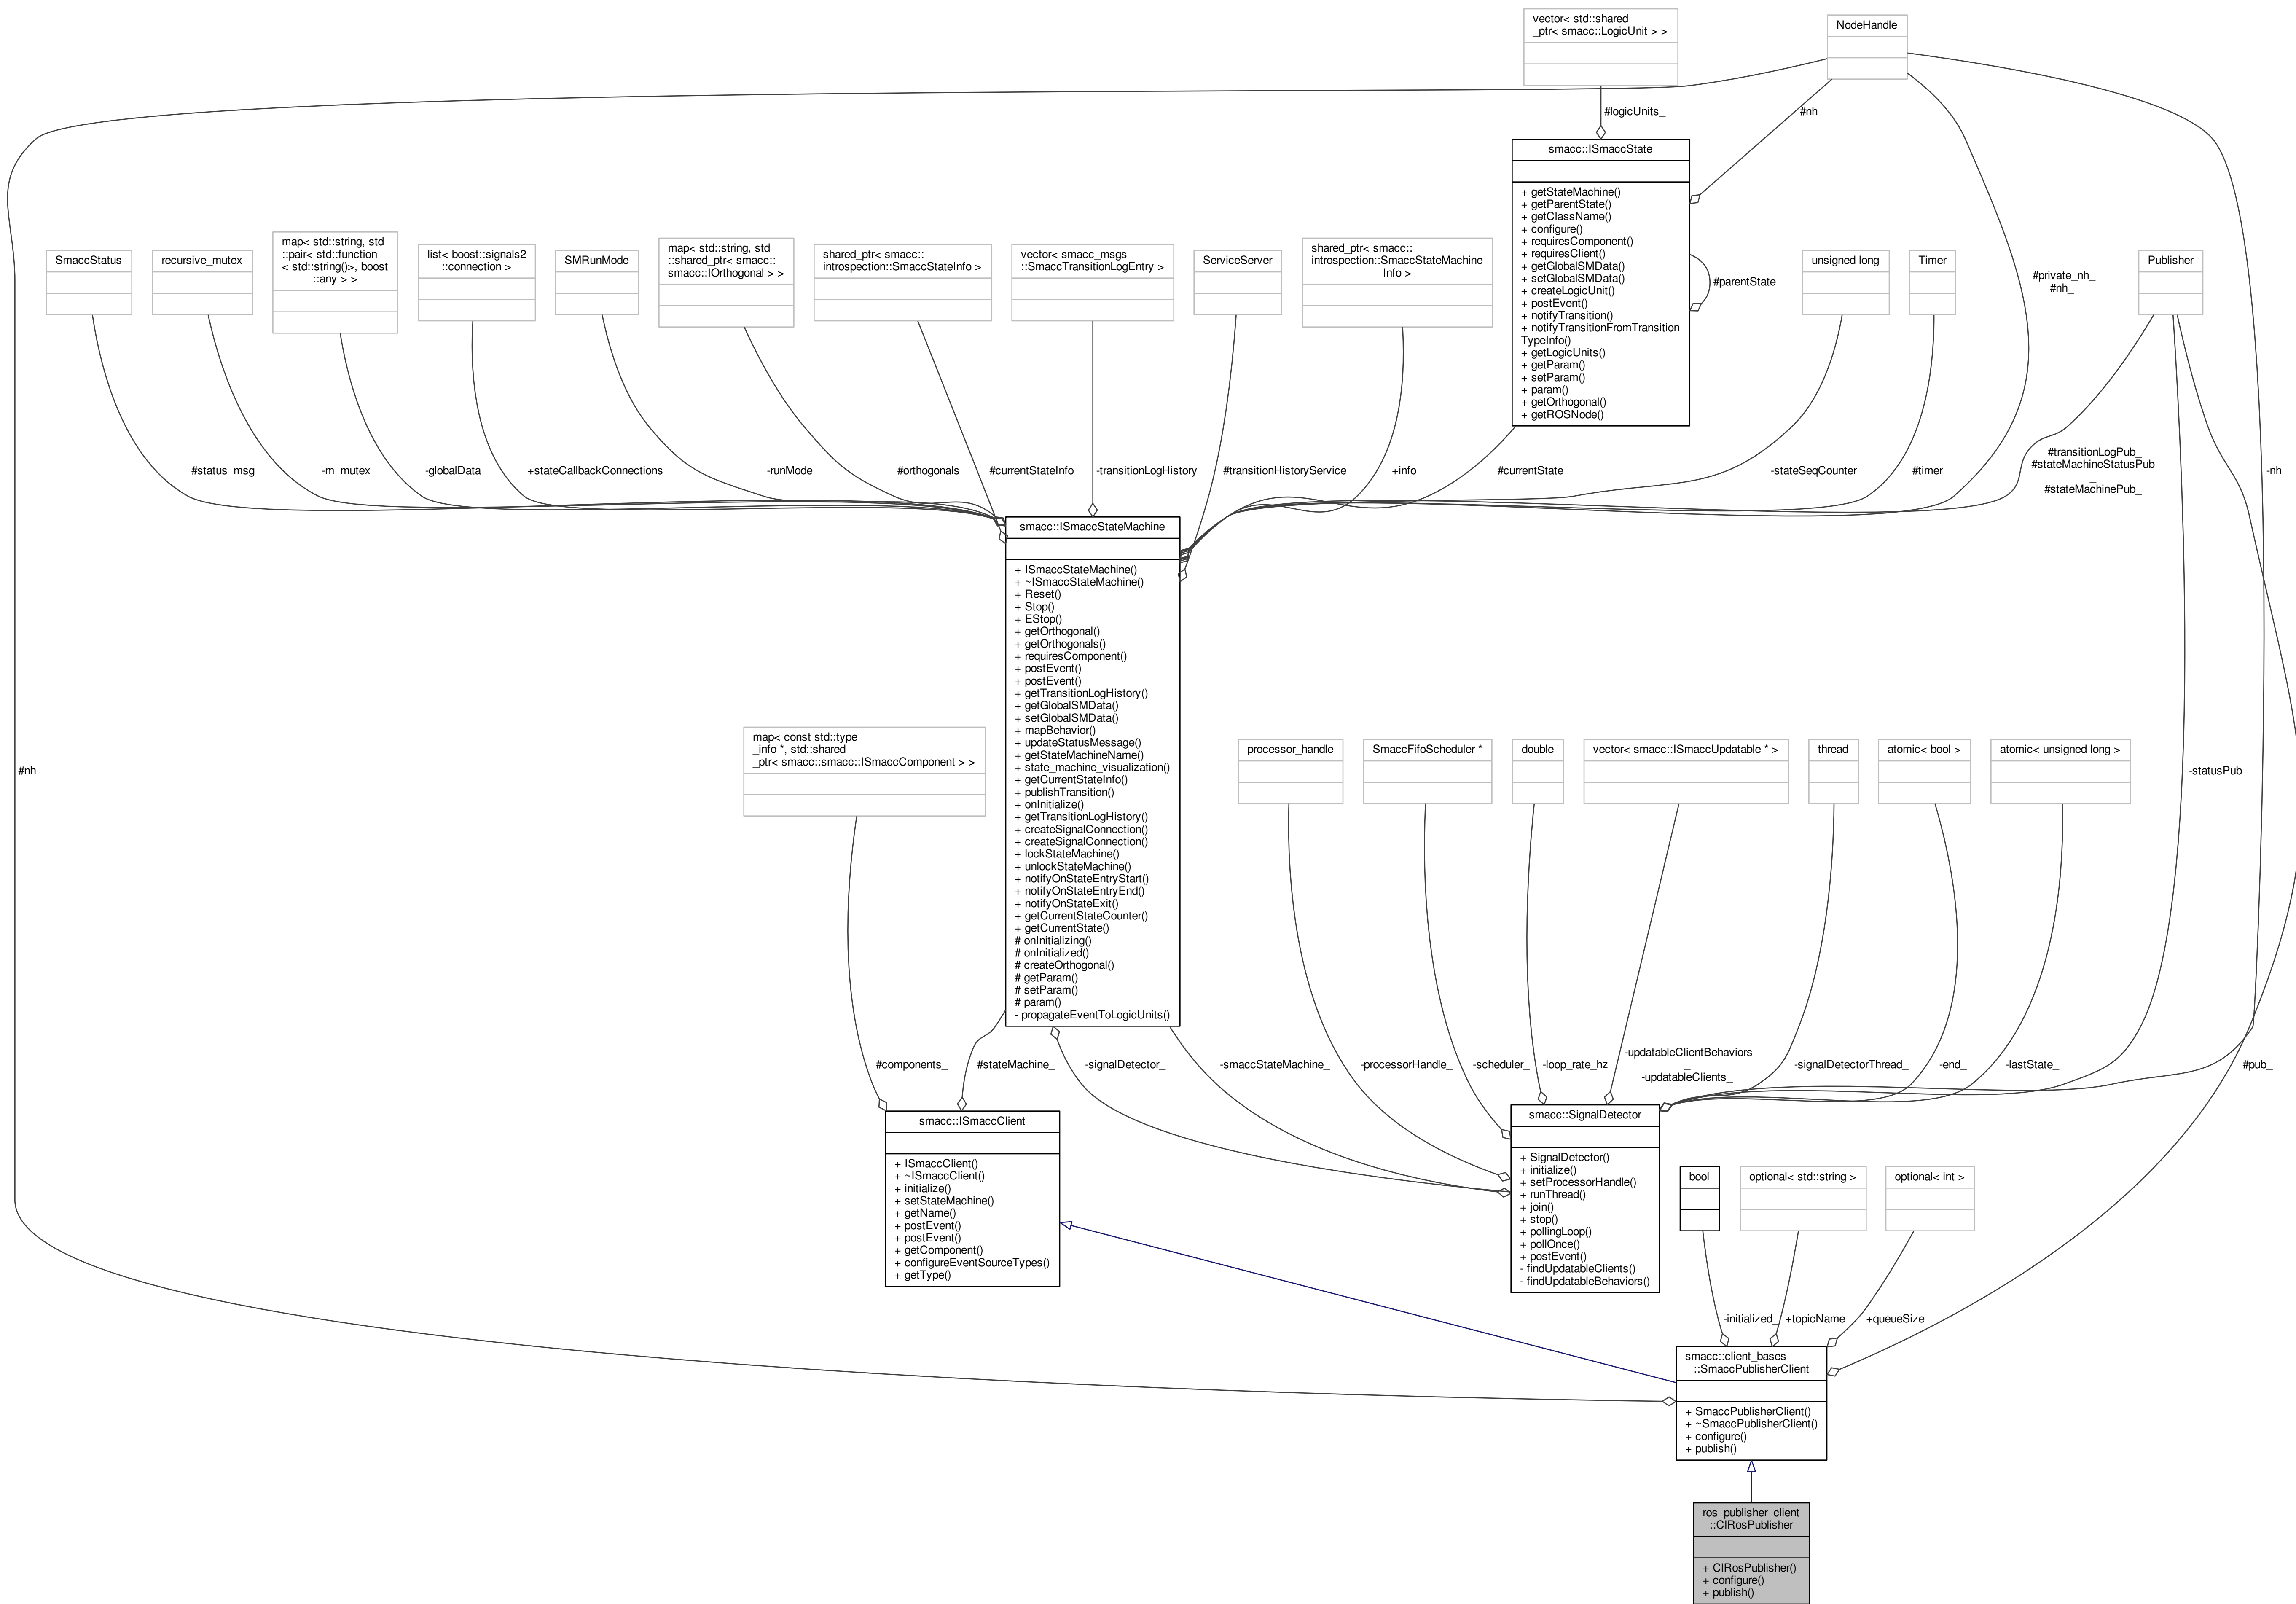 vector< std::shared
_ptr< smacc::LogicUnit > >
NodeHandle
#logicUnits_
#nh
smacc::ISmaccState
+ getStateMachine()
+ getParentState()
+ getClassName()
+ configure()
+ requiresComponent()
+ requiresClient()
+ getGlobalSMData()
+ setGlobalSMData()
+ createLogicUnit()
+ postEvent()
+ notifyTransition()
+ notifyTransitionFromTransition
TypeInfo()
+ getLogicUnits()
+ getParam()
+ setParam()
+ param()
+ getOrthogonal()
+ getROSNode()
#parentState_
SmaccStatus
recursive_mutex
map< std::string, std
::pair< std::function
< std::string()>, boost
::any > >
list< boost::signals2
::connection >
SMRunMode
map< std::string, std
::shared_ptr< smacc::
smacc::IOrthogonal > >
shared_ptr< smacc::
introspection::SmaccStateInfo >
vector< smacc_msgs
::SmaccTransitionLogEntry >
ServiceServer
shared_ptr< smacc::
introspection::SmaccStateMachine
Info >
unsigned long
Timer
Publisher
#private_nh_
#nh_
#status_msg_
-m_mutex_
-globalData_
+stateCallbackConnections
-runMode_
#orthogonals_
#currentStateInfo_
-transitionLogHistory_
#transitionHistoryService_
+info_
#currentState_
-stateSeqCounter_
#timer_
#transitionLogPub_
#stateMachineStatusPub
_
#stateMachinePub_
-nh_
smacc::ISmaccStateMachine
+ ISmaccStateMachine()
+ ~ISmaccStateMachine()
+ Reset()
+ Stop()
+ EStop()
+ getOrthogonal()
+ getOrthogonals()
+ requiresComponent()
+ postEvent()
+ postEvent()
+ getTransitionLogHistory()
+ getGlobalSMData()
+ setGlobalSMData()
+ mapBehavior()
+ updateStatusMessage()
+ getStateMachineName()
+ state_machine_visualization()
+ getCurrentStateInfo()
+ publishTransition()
+ onInitialize()
+ getTransitionLogHistory()
+ createSignalConnection()
+ createSignalConnection()
+ lockStateMachine()
+ unlockStateMachine()
+ notifyOnStateEntryStart()
+ notifyOnStateEntryEnd()
+ notifyOnStateExit()
+ getCurrentStateCounter()
+ getCurrentState()
# onInitializing()
# onInitialized()
# createOrthogonal()
# getParam()
# setParam()
# param()
- propagateEventToLogicUnits()
#nh_
map< const std::type
_info *, std::shared
_ptr< smacc::smacc::ISmaccComponent > >
processor_handle
SmaccFifoScheduler *
double
vector< smacc::ISmaccUpdatable * >
thread
atomic< bool >
atomic< unsigned long >
-statusPub_
#components_
#stateMachine_
-signalDetector_
-smaccStateMachine_
-processorHandle_
-scheduler_
-loop_rate_hz
-updatableClientBehaviors
_
-updatableClients_
-signalDetectorThread_
-end_
-lastState_
#pub_
smacc::ISmaccClient
+ ISmaccClient()
+ ~ISmaccClient()
+ initialize()
+ setStateMachine()
+ getName()
+ postEvent()
+ postEvent()
+ getComponent()
+ configureEventSourceTypes()
+ getType()
smacc::SignalDetector
+ SignalDetector()
+ initialize()
+ setProcessorHandle()
+ runThread()
+ join()
+ stop()
+ pollingLoop()
+ pollOnce()
+ postEvent()
- findUpdatableClients()
- findUpdatableBehaviors()
bool
optional< std::string >
optional< int >
-initialized_
+topicName
+queueSize
smacc::client_bases
::SmaccPublisherClient
+ SmaccPublisherClient()
+ ~SmaccPublisherClient()
+ configure()
+ publish()
ros_publisher_client
::ClRosPublisher
+ ClRosPublisher()
+ configure()
+ publish()